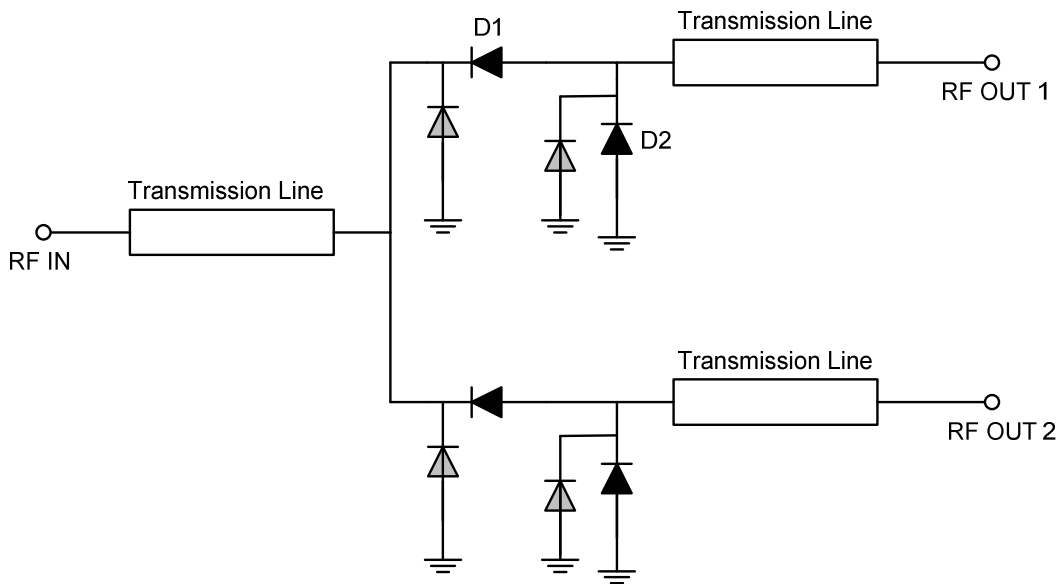 Transmission Line
D1
RF OUT 1
D2
Transmission Line
RF IN
Transmission Line
RF OUT 2